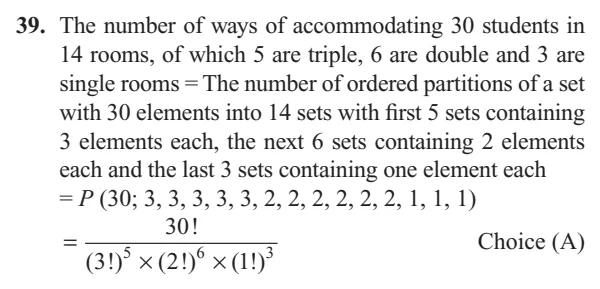 39. The number of ways of accommodating 30 students in
14 rooms, of which 5 are triple, 6 are double and 3 are
single rooms = The number of ordered partitions of a set
with 30 elements into 14 sets with first 5 sets containing
3 elements each, the next 6 sets containing 2 elements
each and the last 3 sets containing one element each
= P (30; 3, 3, 3, 3, 3, 2, 2, 2, 2, 2, 2, 1, 1, 1)
= 30! / (3!)⁵ × (2!)⁶ × (1!)³ Choice (A)